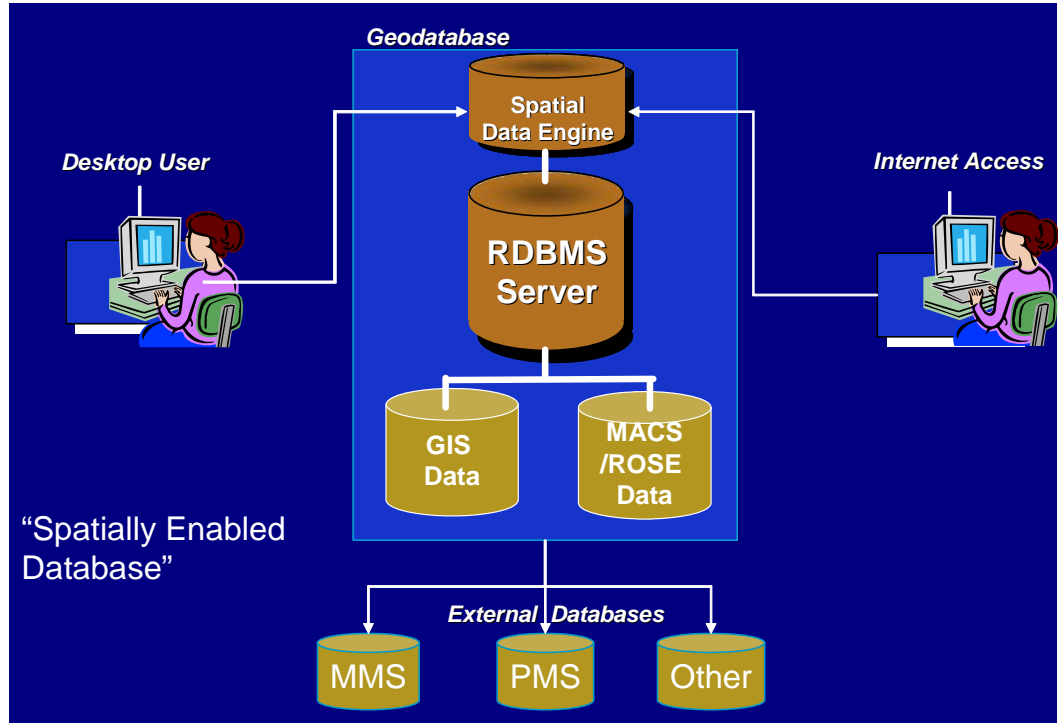 Geodatabase
Spatial
Data Engine
Desktop User
Internet Access
RDBMS
Server
GIS
Data
MACS
/ROSE
Data
“Spatially Enabled
Database”
External Databases
MMS
PMS
Other